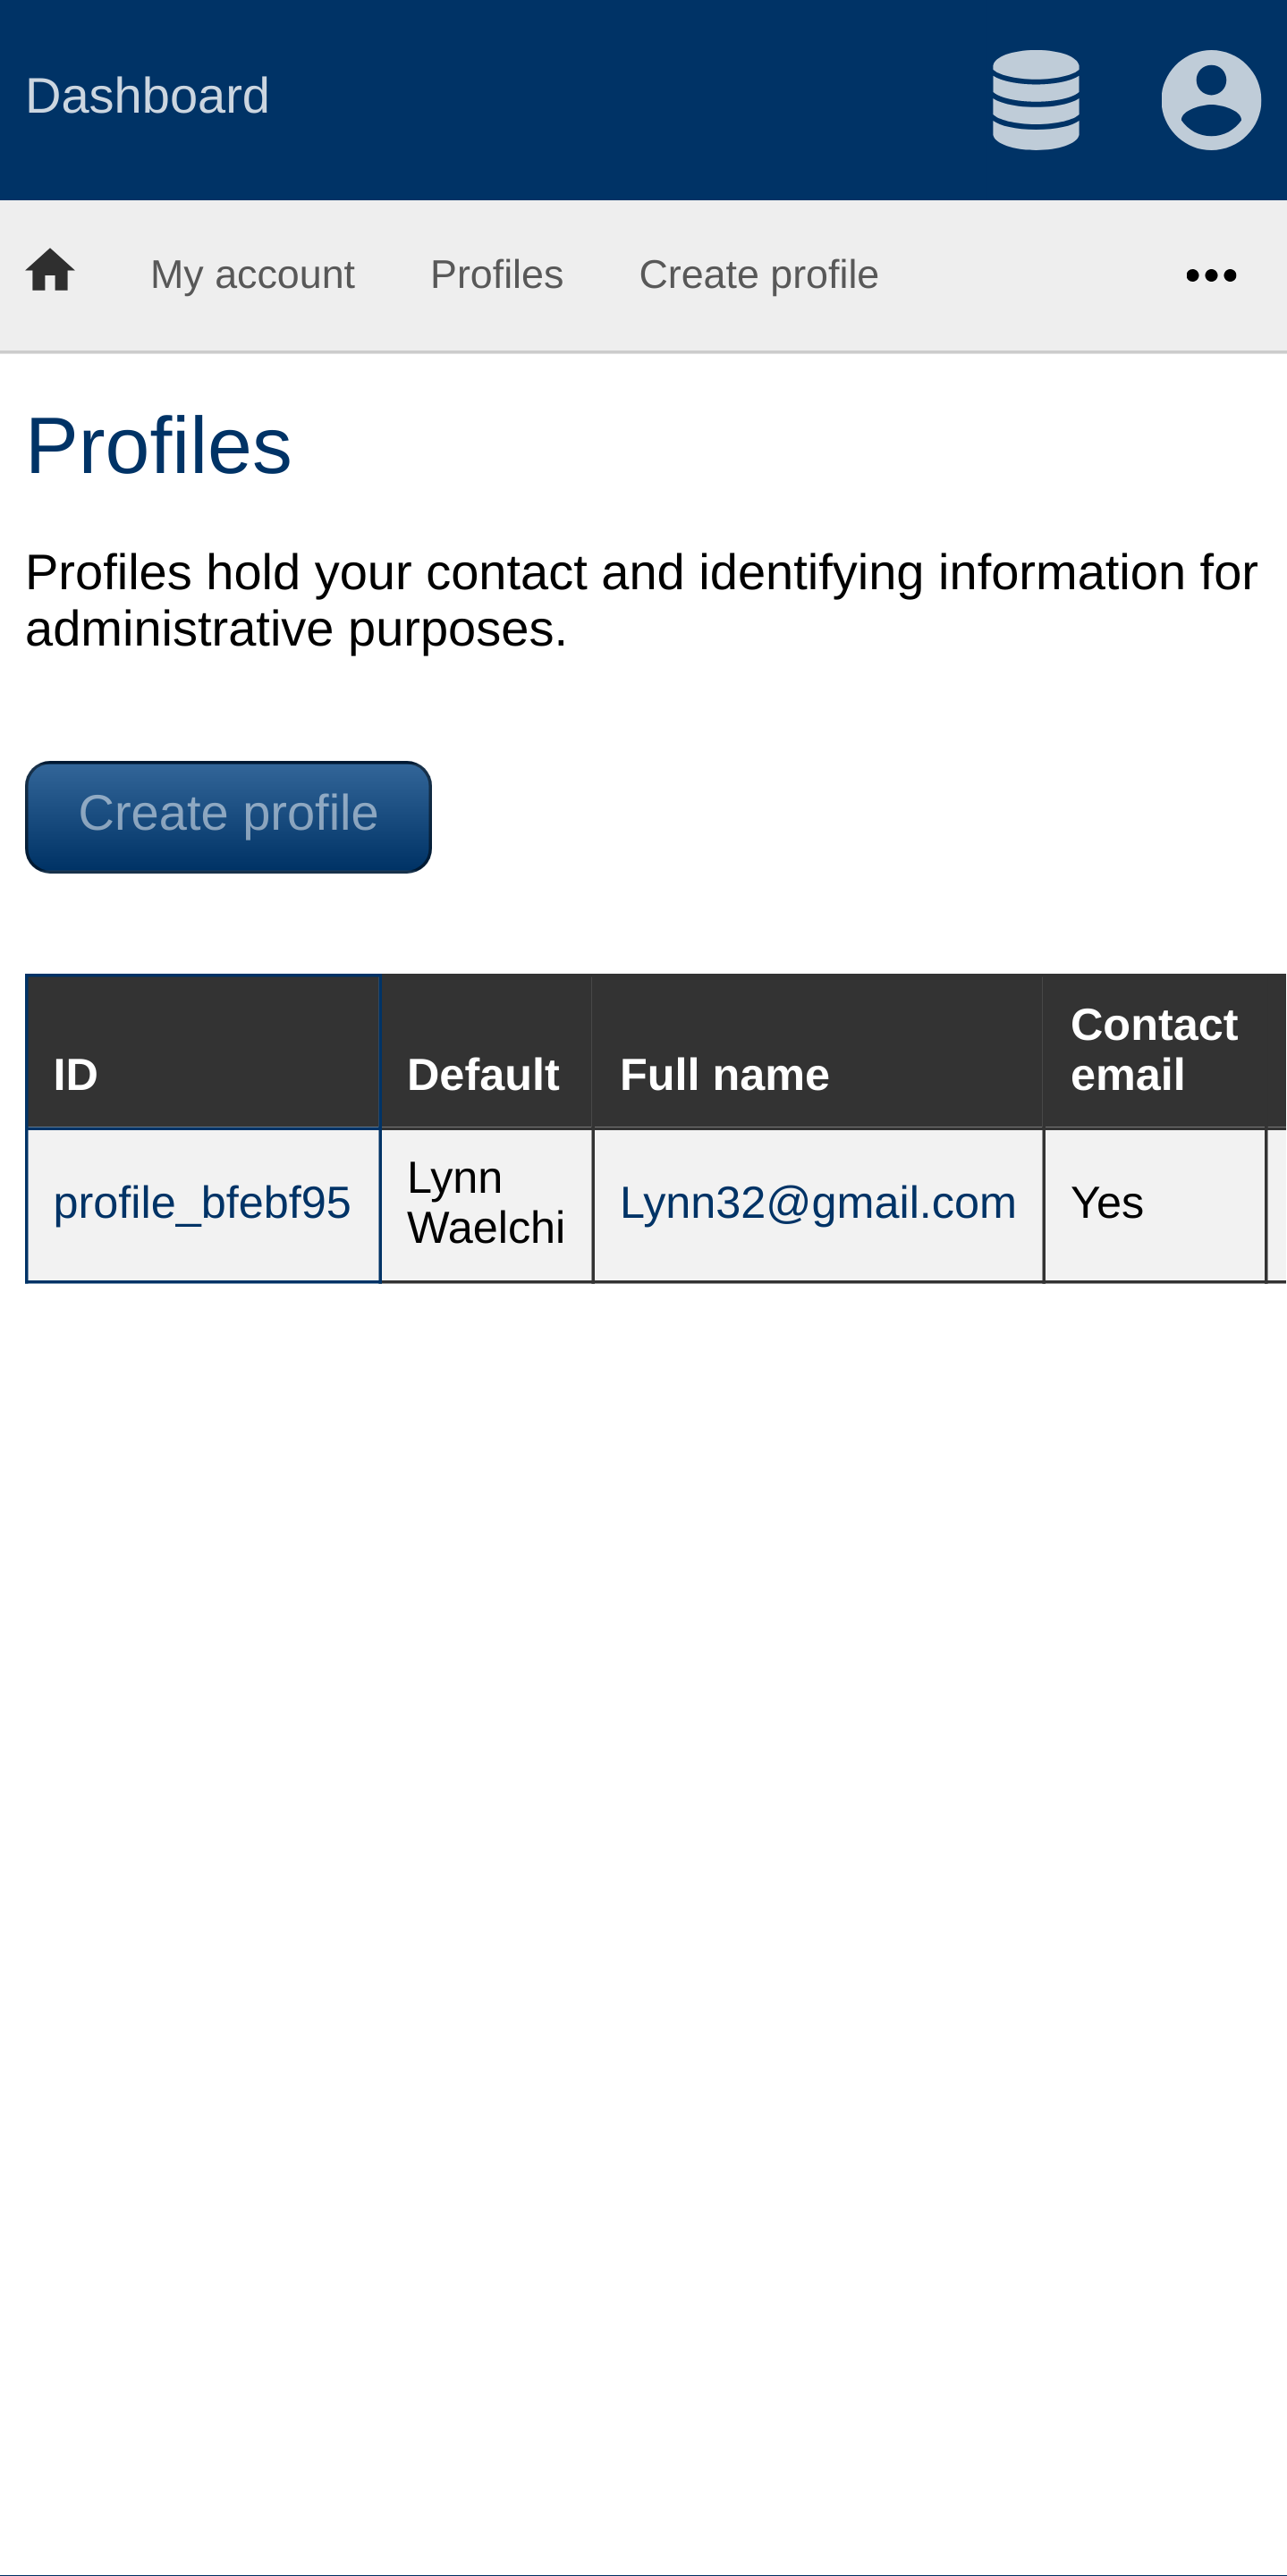 Dashboard
My account Profiles Create profile
Profiles
Profiles hold your contact and identifying information for
administrative purposes.
Create profile
ID Default Full name Contact email
profile_bfebf95 Lynn Waelchi Lynn32@gmail.com Yes